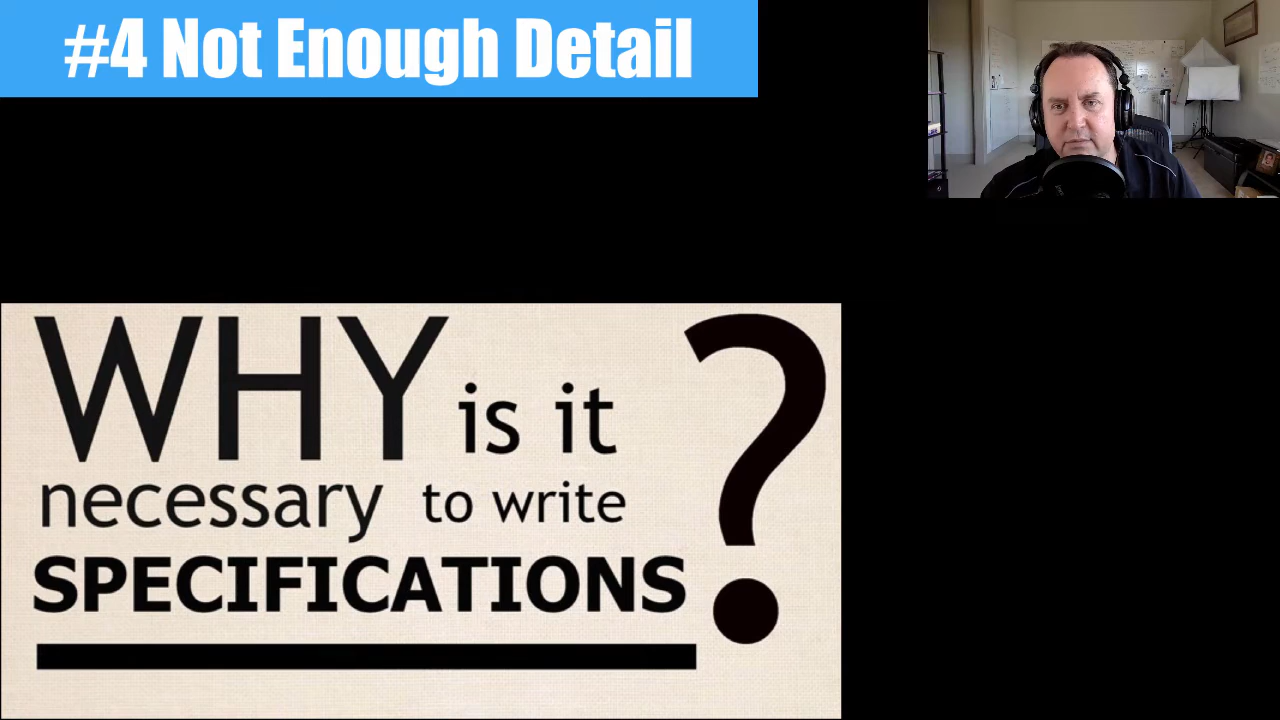 #4 Not Enough Detail
WHY is it ?
necessary to write
SPECIFICATIONS